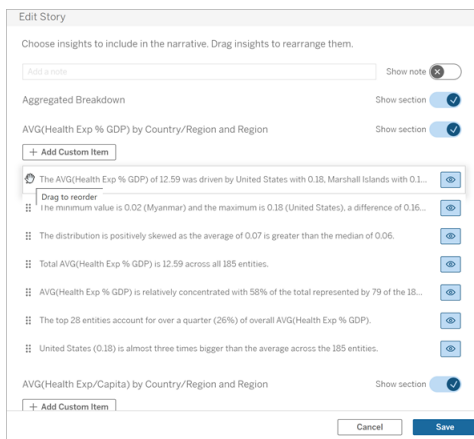 Edit Story
Choose insights to include in the narrative. Drag insights to rearrange them.
Add a note
Show note
Aggregated Breakdown
Show section
AVG(Health Exp % GDP) by Country/Region and Region
Show section
+ Add Custom Item
The AVG(Health Exp % GDP) of 12.59 was driven by United States with 0.18, Marshall Islands with 0.1...
Drag to reorder
The minimum value is 0.02 (Myanmar) and the maximum is 0.18 (United States), a difference of 0.16...
The distribution is positively skewed as the average of 0.07 is greater than the median of 0.06.
Total AVG(Health Exp % GDP) is 12.59 across all 185 entities.
AVG(Health Exp % GDP) is relatively concentrated with 58% of the total represented by 79 of the 18...
The top 28 entities account for over a quarter (26%) of overall AVG(Health Exp % GDP).
United States (0.18) is almost three times bigger than the average across the 185 entities.
AVG(Health Exp/Capita) by Country/Region and Region
Show section
+ Add Custom Item
Cancel
Save